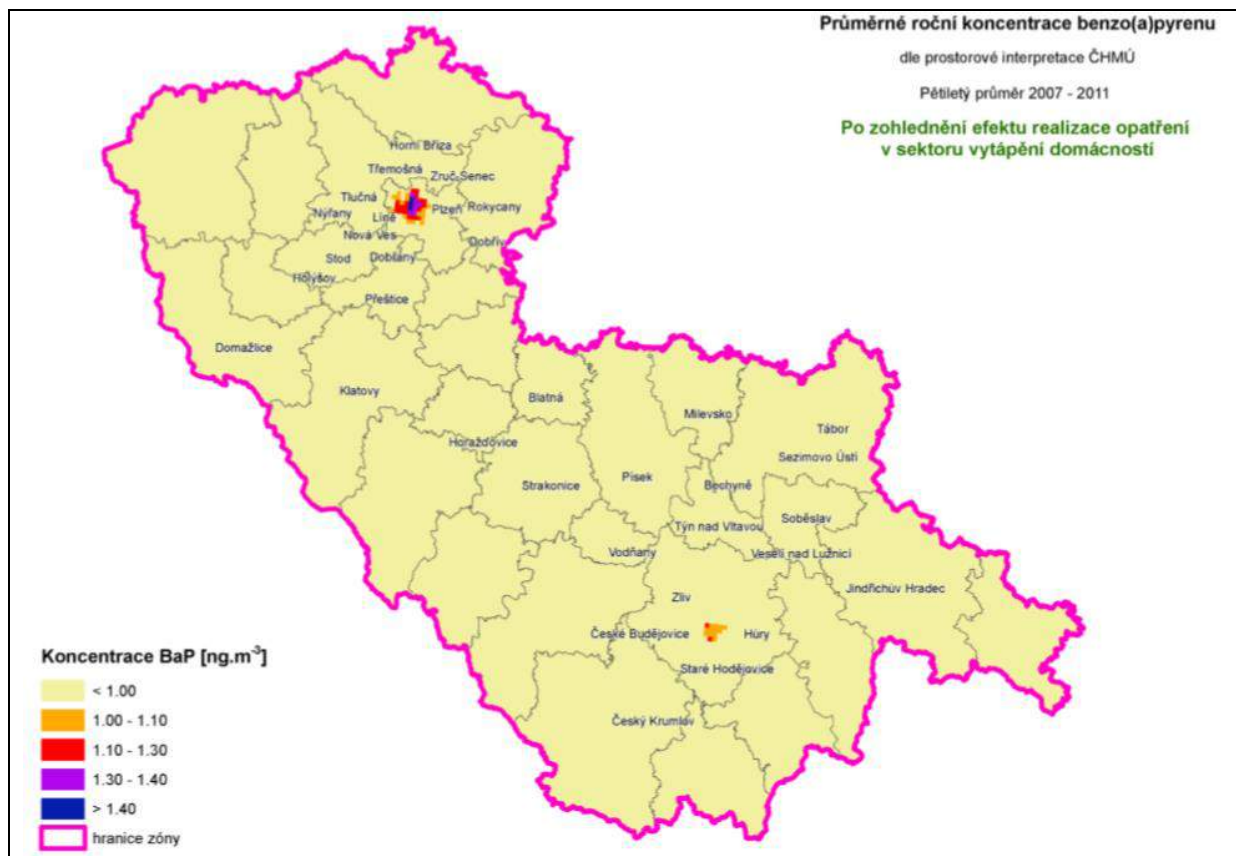 Průměrné roční koncentrace benzo(a)pyrenu
dle prostorové interpretace ČHMÚ
Pětiletý průměr 2007 - 2011
Po zohlednění efektu realizace opatření
v sektoru vytápění domácností
Horní Bříza
Třemošná
Zruč-Senec
Tlučná
Plzeň
Rokycany
Nýřany
Líně
Nová Ves
Dobřív
Stod
Dobřany
Holýšov
Přeštice
Domažlice
Klatovy
Blatná
Milevsko
Tábor
Horažďovice
Sezimovo Ústí
Strakonice
Písek
Bechyně
Soběslav
Týn nad Vltavou
Vodňany
Veselí nad Lužnicí
Jindřichův Hradec
Zliv
České Budějovice
Hůry
Staré Hodějovice
Český Krumlov
Koncentrace BaP [ng.m-3]
< 1.00
1.00 - 1.10
1.10 - 1.30
1.30 - 1.40
> 1.40
hranice zóny